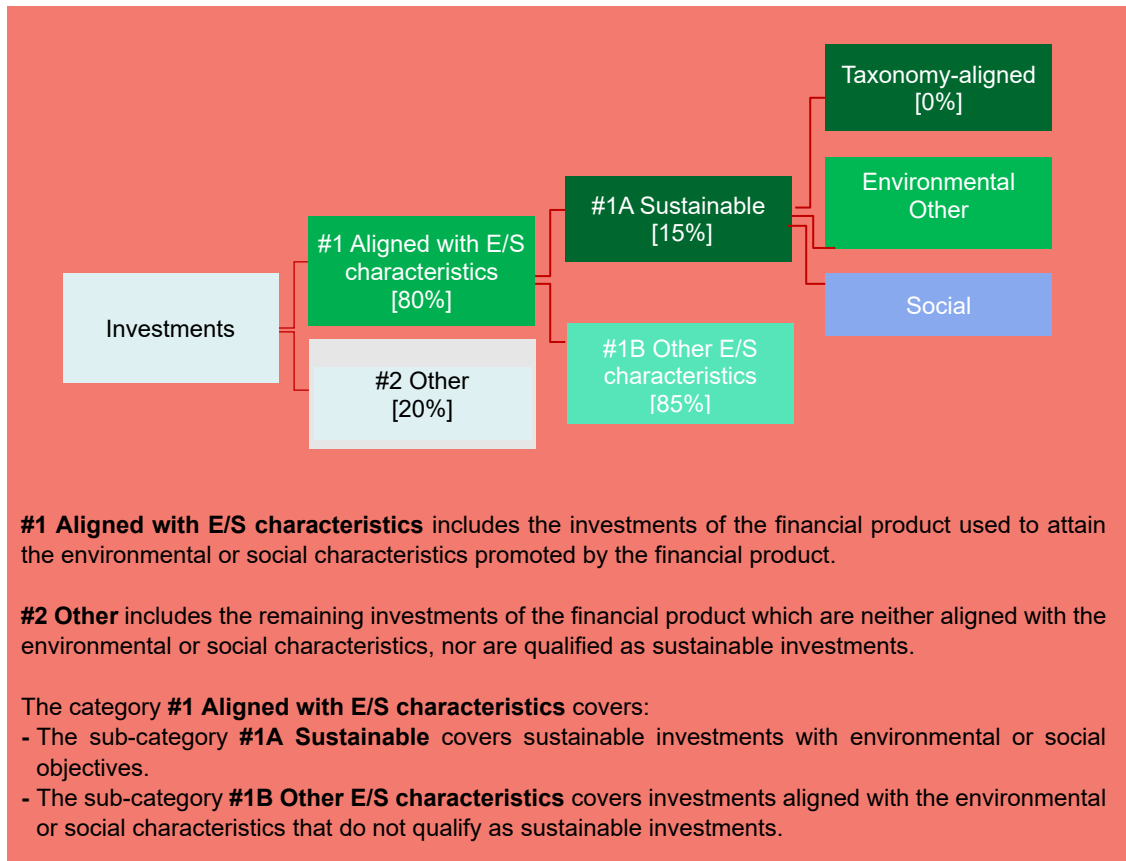 Taxonomy-aligned
[0%]
Environmental
Other
#1A Sustainable
[15%]
#1 Aligned with E/S
characteristics
[80%]
Social
Investments
#1B Other E/S
characteristics
[85%]
#2 Other
[20%]
#1 Aligned with E/S characteristics includes the investments of the financial product used to attain
the environmental or social characteristics promoted by the financial product.
#2 Other includes the remaining investments of the financial product which are neither aligned with the
environmental or social characteristics, nor are qualified as sustainable investments.
The category #1 Aligned with E/S characteristics covers:
- The sub-category #1A Sustainable covers sustainable investments with environmental or social
objectives.
- The sub-category #1B Other E/S characteristics covers investments aligned with the environmental
or social characteristics that do not qualify as sustainable investments.